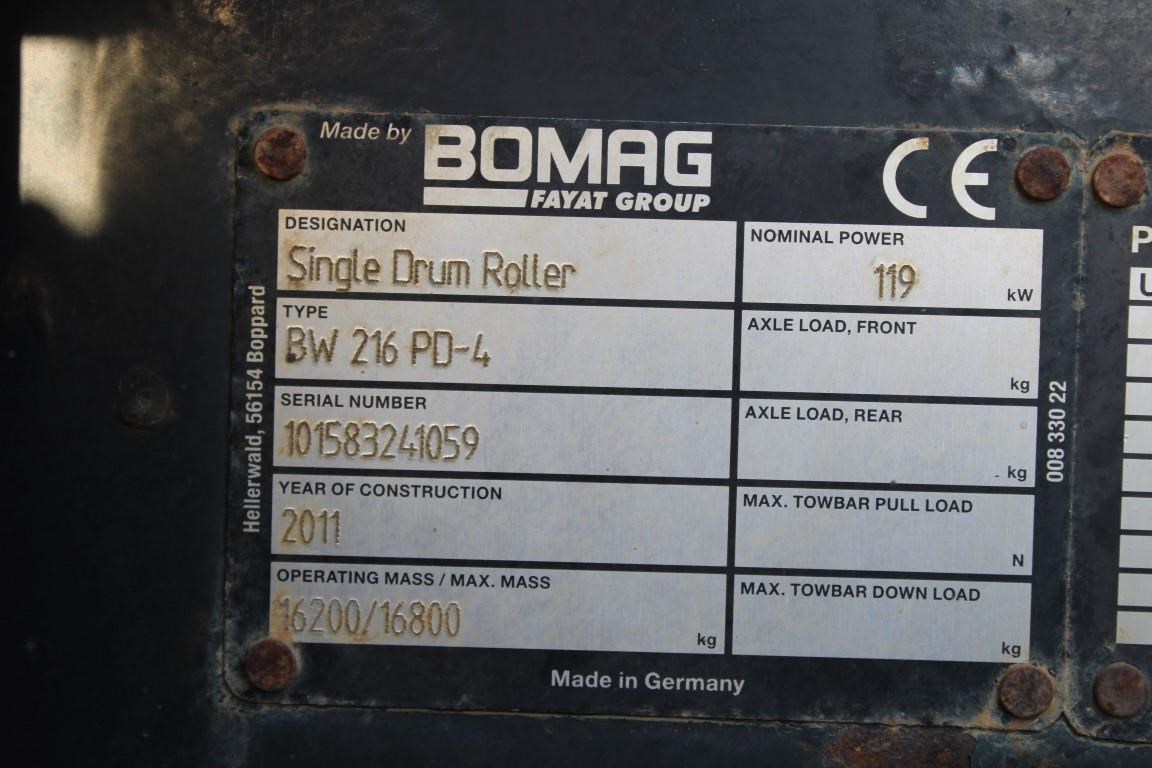 Made by BOMAG
FAYAT GROUP
CE
DESIGNATION
Single Drum Roller
NOMINAL POWER
119 kW
TYPE
BW 216 PD-4
AXLE LOAD, FRONT
kg
SERIAL NUMBER
101583241059
AXLE LOAD, REAR
kg
YEAR OF CONSTRUCTION
2011
MAX. TOWBAR PULL LOAD
N
OPERATING MASS / MAX. MASS
16200/16800 kg
MAX. TOWBAR DOWN LOAD
kg
Made in Germany
Hellerwald, 56154 Boppard
008 330 22